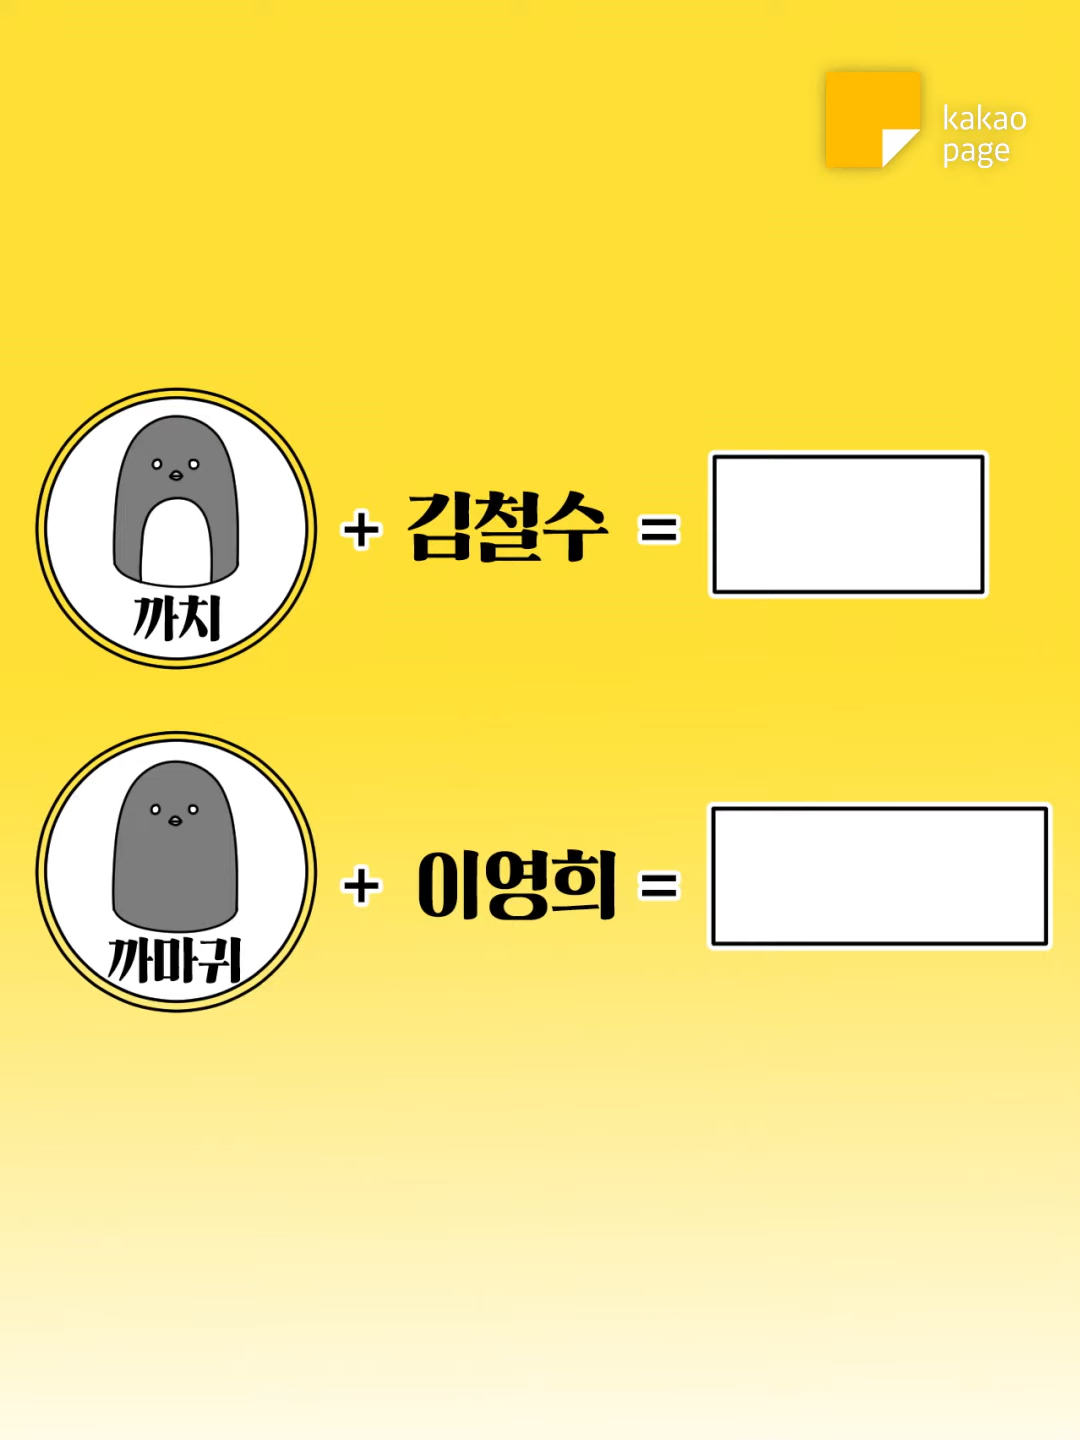 kakao
page
+ 김철수 =
까치
+ 이영희 =
까마귀